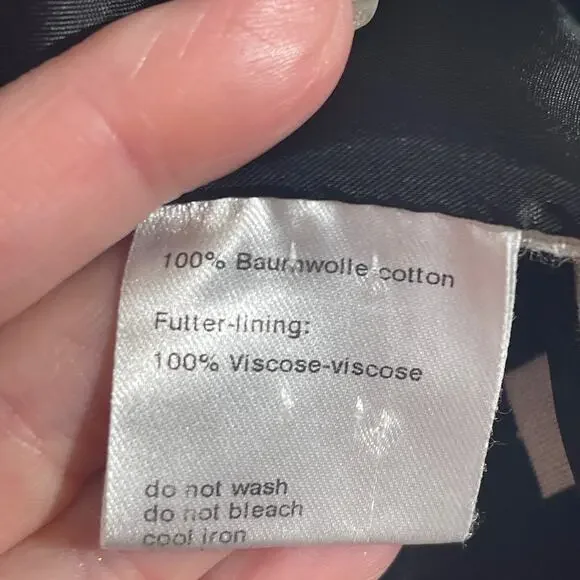 100% Baumwolle cotton
Futter-lining:
100% Viscose-viscose
do not wash
do not bleach
cool iron